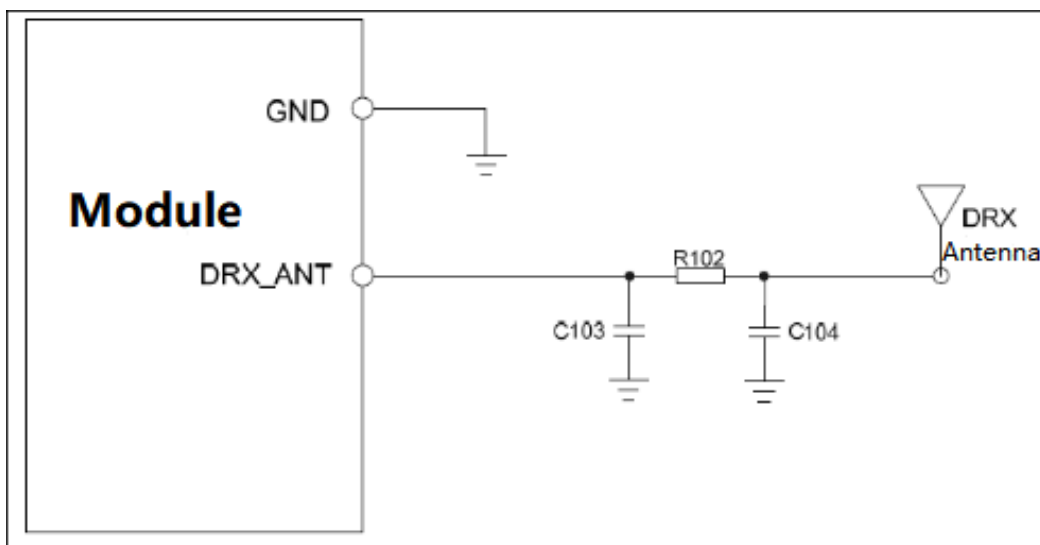 GND
Module
DRX_ANT
R102
C103
C104
DRX
Antenna